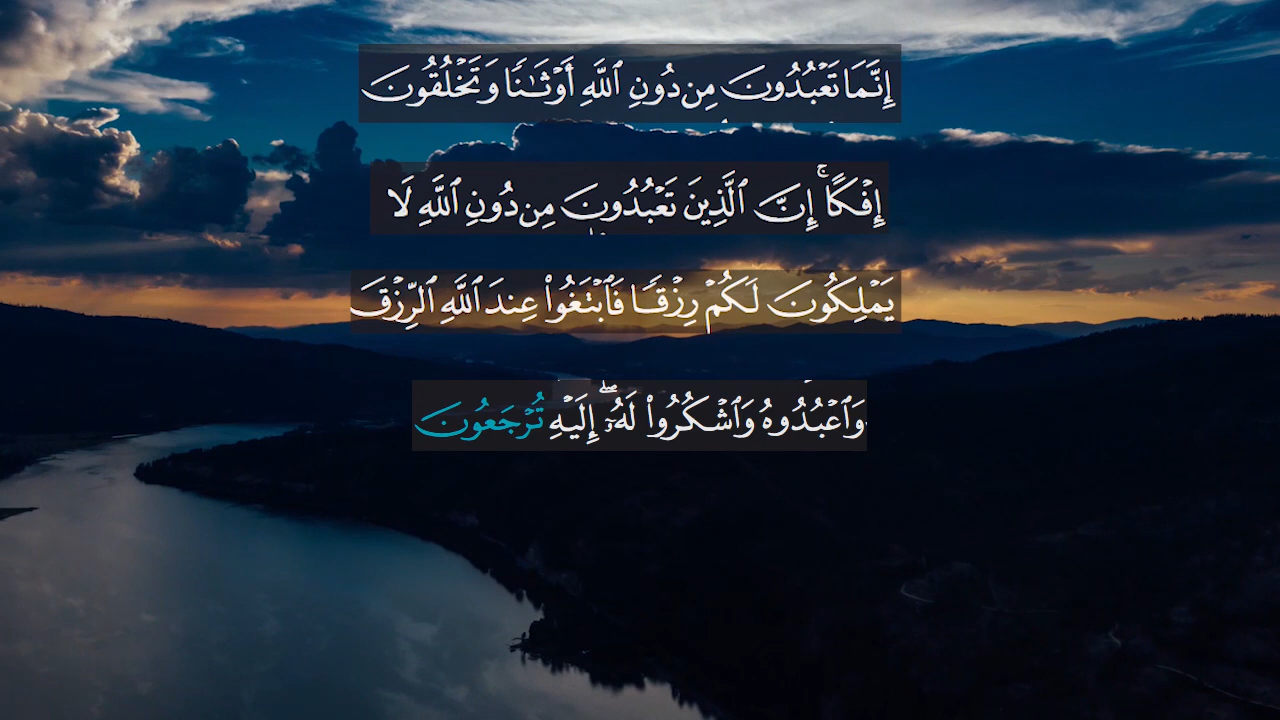 إِنَّمَا تَعْبُدُونَ مِن دُونِ ٱللَّهِ أَوْثَـٰنًا وَتَخْلُقُونَ
إِفْكًا ۚ إِنَّ ٱلَّذِينَ تَعْبُدُونَ مِن دُونِ ٱللَّهِ لَا
يَمْلِكُونَ لَكُمْ رِزْقًا فَٱبْتَغُوا۟ عِندَ ٱللَّهِ ٱلرِّزْقَ
وَٱعْبُدُوهُ وَٱشْكُرُوا۟ لَهُۥٓ ۖ إِلَيْهِ تُرْجَعُونَ